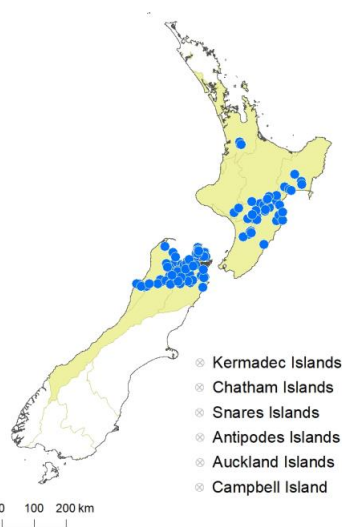 Kermadec Islands
Chatham Islands
Snares Islands
Antipodes Islands
Auckland Islands
Campbell Island
0 100 200 km